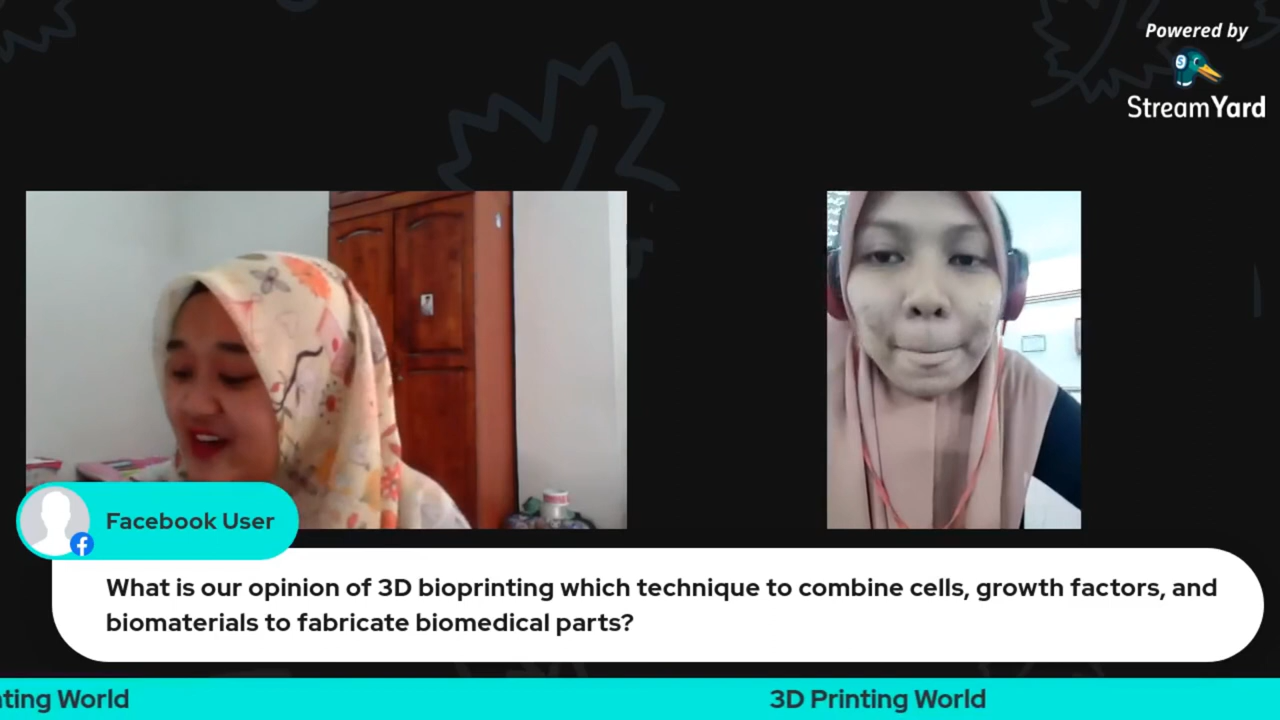 Powered by
StreamYard
Facebook User
What is our opinion of 3D bioprinting which technique to combine cells, growth factors, and
biomaterials to fabricate biomedical parts?
nting World
3D Printing World